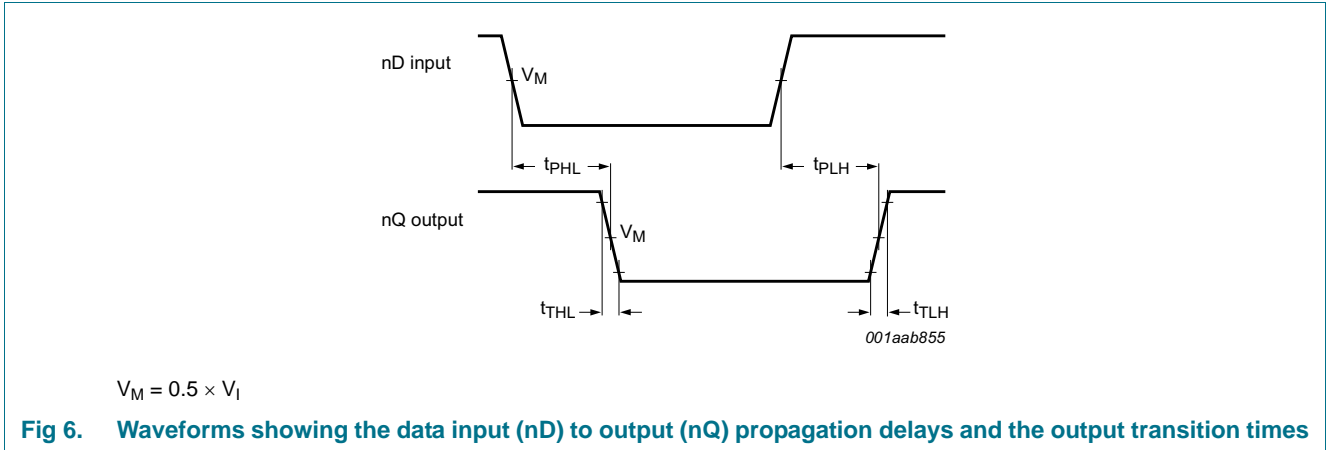 nD input
VM
tPHL
tPLH
nQ output
VM
tTHL
tTLH
001aab855
VM = 0.5 × VI
Fig 6. Waveforms showing the data input (nD) to output (nQ) propagation delays and the output transition times